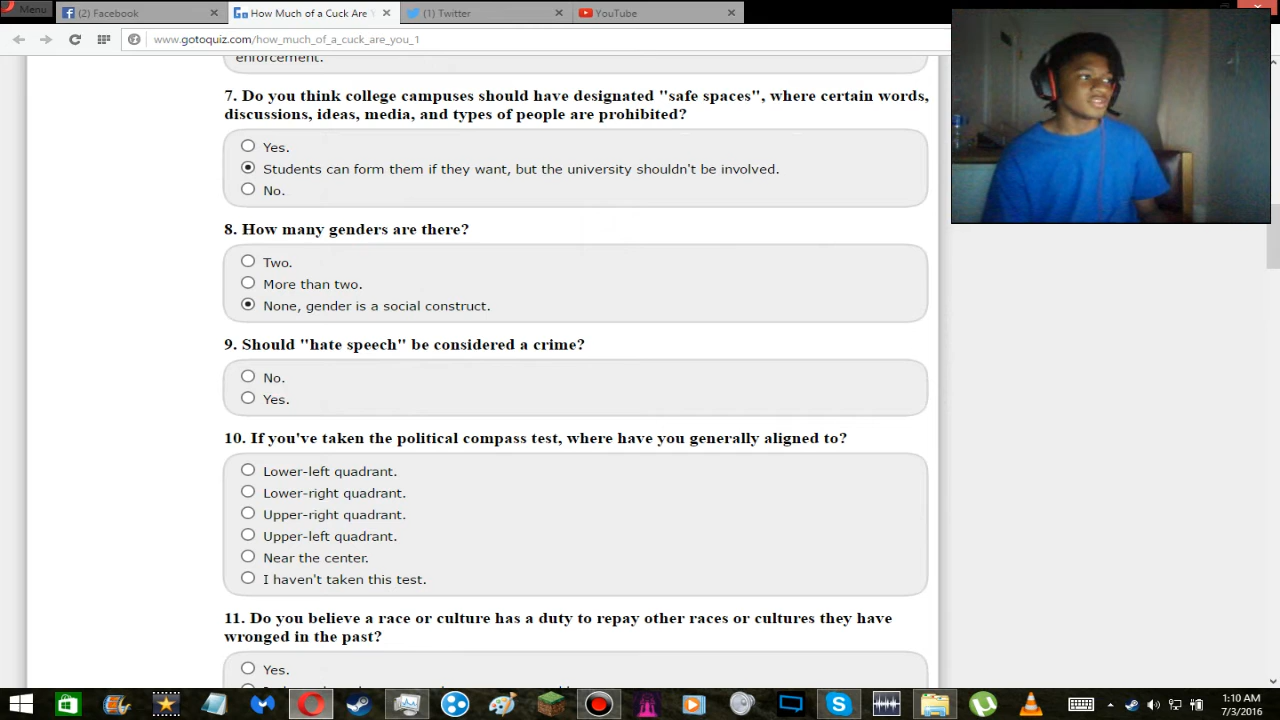 Menu
(2) Facebook
How Much of a Cuck Are
(1) Twitter
YouTube
www.gotoquiz.com/how_much_of_a_cuck_are_you_1
enforcement.
7. Do you think college campuses should have designated "safe spaces", where certain words,
discussions, ideas, media, and types of people are prohibited?
Yes.
Students can form them if they want, but the university shouldn't be involved.
No.
8. How many genders are there?
Two.
More than two.
None, gender is a social construct.
9. Should "hate speech" be considered a crime?
No.
Yes.
10. If you've taken the political compass test, where have you generally aligned to?
Lower-left quadrant.
Lower-right quadrant.
Upper-right quadrant.
Upper-left quadrant.
Near the center.
I haven't taken this test.
11. Do you believe a race or culture has a duty to repay other races or cultures they have
wronged in the past?
Yes.
1:10 AM
7/3/2016